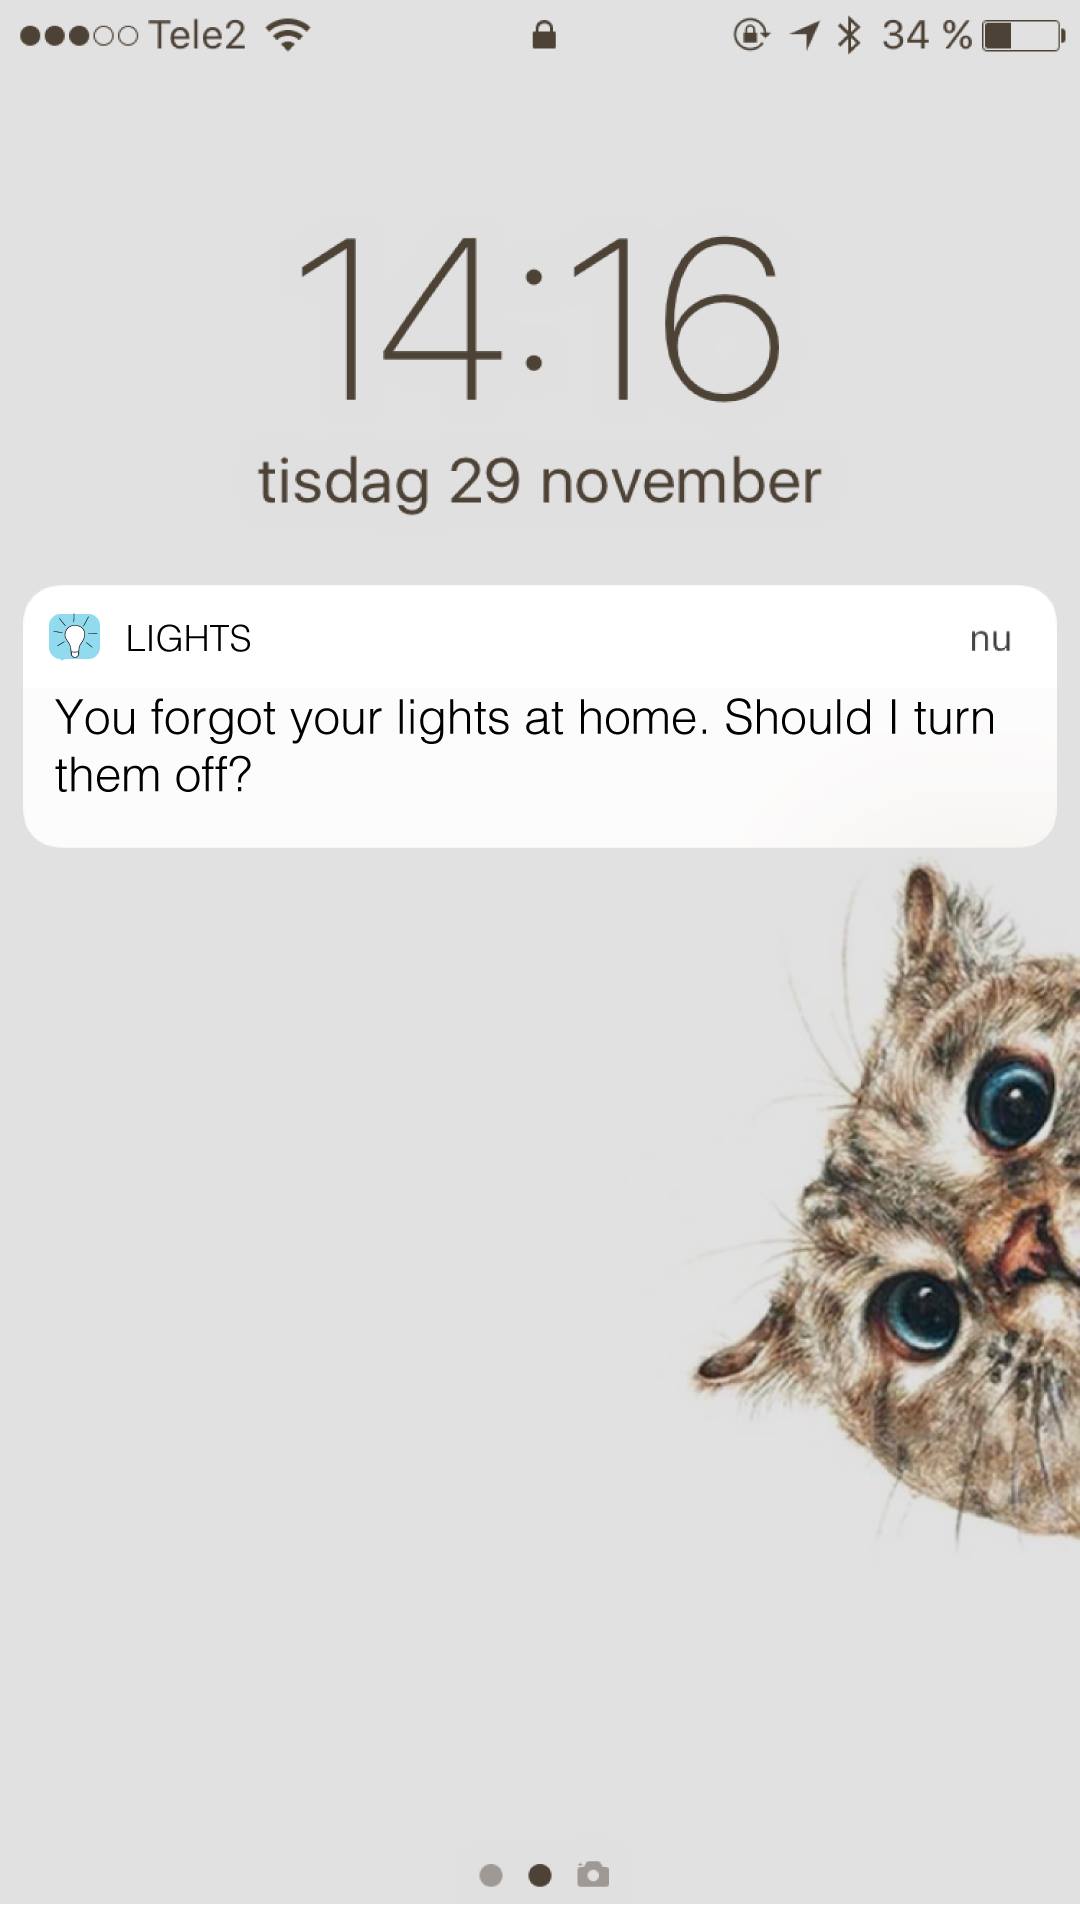 Tele2 34 %
14:16
tisdag 29 november
LIGHTS nu
You forgot your lights at home. Should I turn
them off?